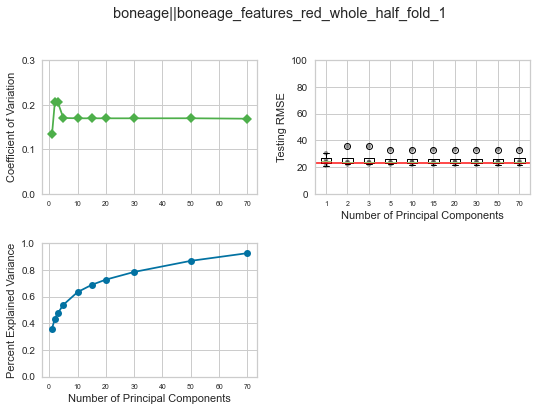 boneage||boneage_features_red_whole_half_fold_1
Coefficient of Variation
0.3
0.2
0.1
0.0
0 10 20 30 40 50 60 70
Testing RMSE
100
80
60
40
20
0
1 2 3 5 10 15 20 30 50 70
Number of Principal Components
Percent Explained Variance
1.0
0.8
0.6
0.4
0.2
0.0
0 10 20 30 40 50 60 70
Number of Principal Components